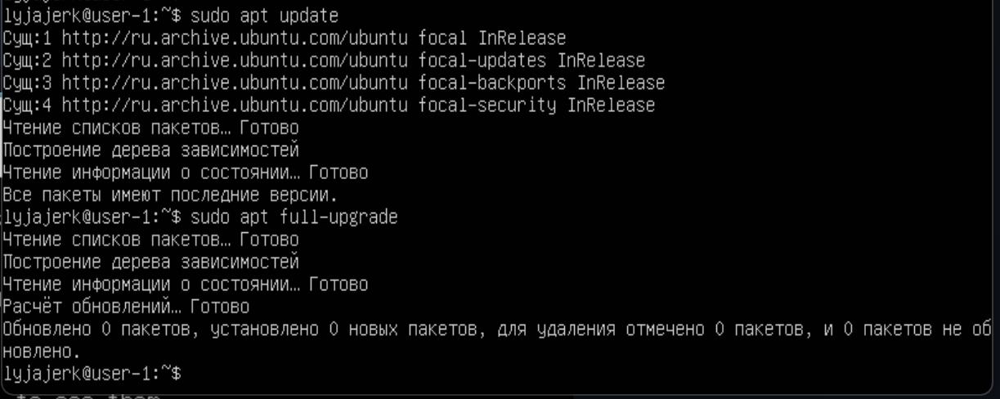 lyjajerk@user-1:~$ sudo apt update
Сущ:1 http://ru.archive.ubuntu.com/ubuntu focal InRelease
Сущ:2 http://ru.archive.ubuntu.com/ubuntu focal-updates InRelease
Сущ:3 http://ru.archive.ubuntu.com/ubuntu focal-backports InRelease
Сущ:4 http://ru.archive.ubuntu.com/ubuntu focal-security InRelease
Чтение списков пакетов… Готово
Построение дерева зависимостей
Чтение информации о состоянии… Готово
Все пакеты имеют последние версии.
lyjajerk@user-1:~$ sudo apt full-upgrade
Чтение списков пакетов… Готово
Построение дерева зависимостей
Чтение информации о состоянии… Готово
Расчёт обновлений… Готово
Обновлено 0 пакетов, установлено 0 новых пакетов, для удаления отмечено 0 пакетов, и 0 пакетов не об
новлено.
lyjajerk@user-1:~$
to see them